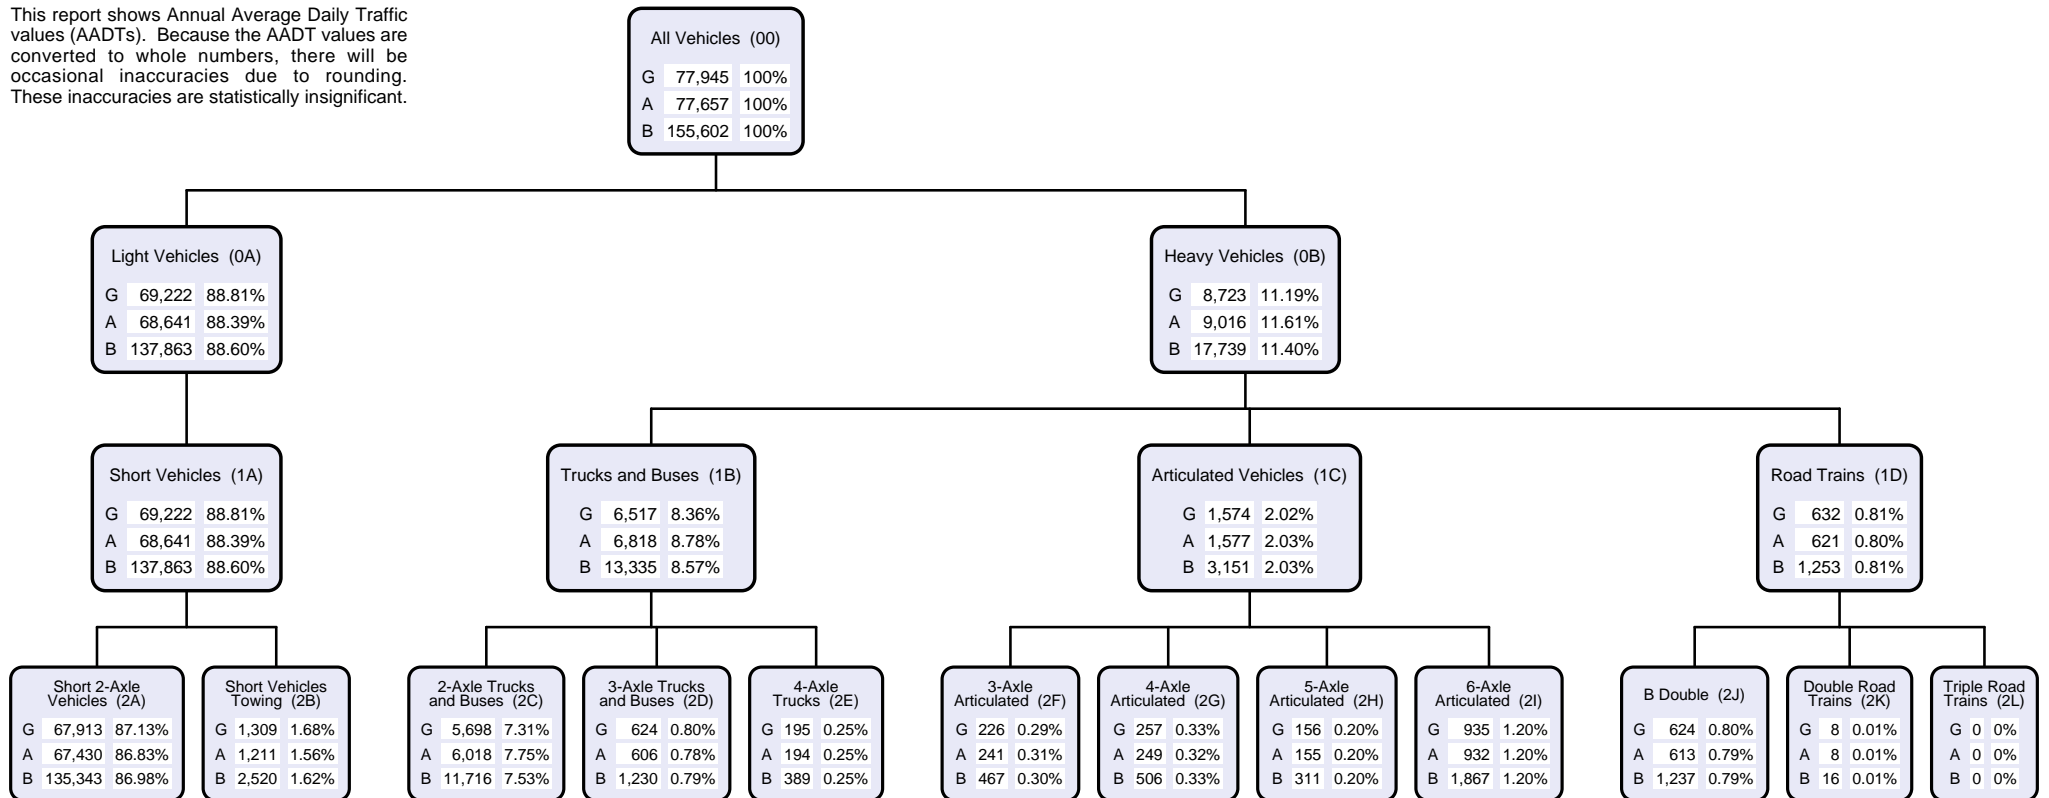 This report shows Annual Average Daily Traffic
values (AADTs). Because the AADT values are
converted to whole numbers, there will be
occasional inaccuracies due to rounding.
These inaccuracies are statistically insignificant.
All Vehicles (00)
G 77,945 100%
A 77,657 100%
B 155,602 100%
Light Vehicles (0A)
G 69,222 88.81%
A 68,641 88.39%
B 137,863 88.60%
Heavy Vehicles (0B)
G 8,723 11.19%
A 9,016 11.61%
B 17,739 11.40%
Short Vehicles (1A)
G 69,222 88.81%
A 68,641 88.39%
B 137,863 88.60%
Trucks and Buses (1B)
G 6,517 8.36%
A 6,818 8.78%
B 13,335 8.57%
Articulated Vehicles (1C)
G 1,574 2.02%
A 1,577 2.03%
B 3,151 2.03%
Road Trains (1D)
G 632 0.81%
A 621 0.80%
B 1,253 0.81%
Short 2-Axle
Vehicles (2A)
G 67,913 87.13%
A 67,430 86.83%
B 135,343 86.98%
Short Vehicles
Towing (2B)
G 1,309 1.68%
A 1,211 1.56%
B 2,520 1.62%
2-Axle Trucks
and Buses (2C)
G 5,698 7.31%
A 6,018 7.75%
B 11,716 7.53%
3-Axle Trucks
and Buses (2D)
G 624 0.80%
A 606 0.78%
B 1,230 0.79%
4-Axle
Trucks (2E)
G 195 0.25%
A 194 0.25%
B 389 0.25%
3-Axle
Articulated (2F)
G 226 0.29%
A 241 0.31%
B 467 0.30%
4-Axle
Articulated (2G)
G 257 0.33%
A 249 0.32%
B 506 0.33%
5-Axle
Articulated (2H)
G 156 0.20%
A 155 0.20%
B 311 0.20%
6-Axle
Articulated (2I)
G 935 1.20%
A 932 1.20%
B 1,867 1.20%
B Double (2J)
G 624 0.80%
A 613 0.79%
B 1,237 0.79%
Double Road
Trains (2K)
G 8 0.01%
A 8 0.01%
B 16 0.01%
Triple Road
Trains (2L)
G 0 0%
A 0 0%
B 0 0%